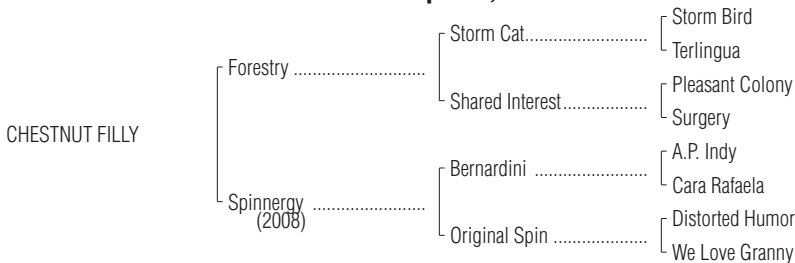 Storm Bird
Storm Cat..........................
Terlingua
Forestry ............................
Pleasant Colony
Shared Interest..................
Surgery
CHESTNUT FILLY
A.P. Indy
Bernardini ........................
Cara Rafaela
Spinnergy ........................
(2008)
Distorted Humor
Original Spin ....................
We Love Granny